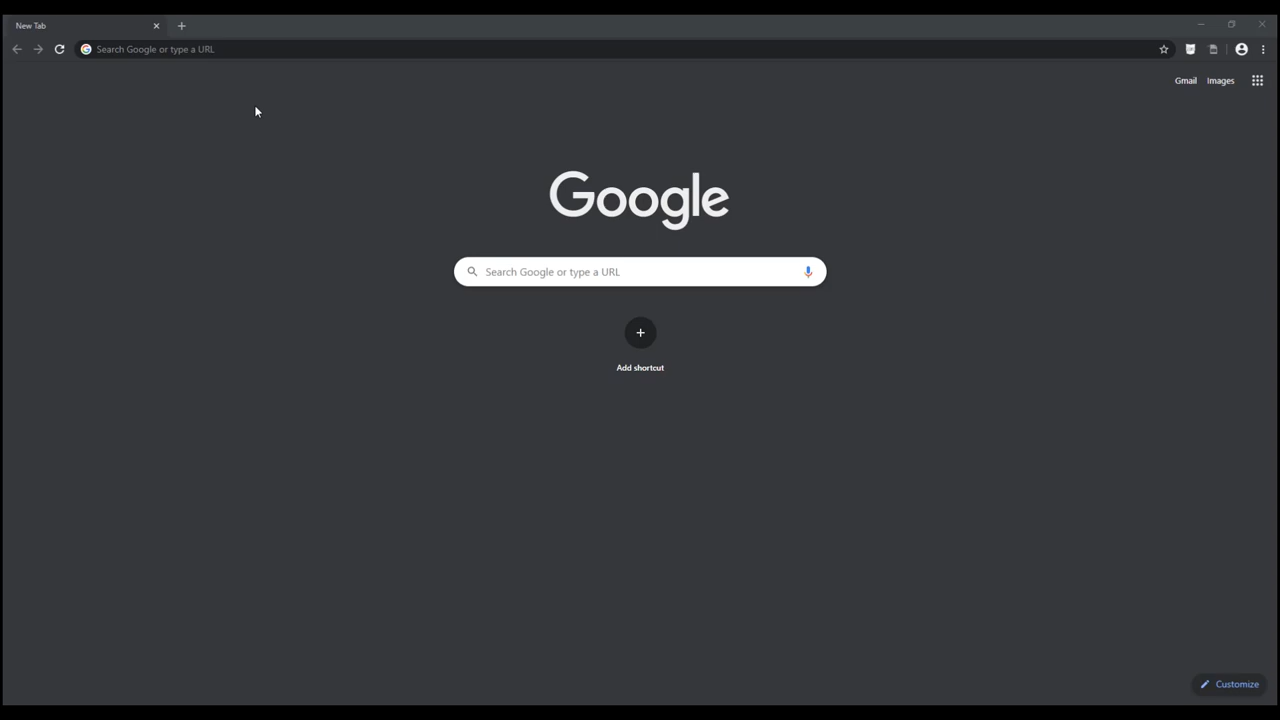 New Tab
Search Google or type a URL
Gmail Images
Google
Search Google or type a URL
Add shortcut
Customize